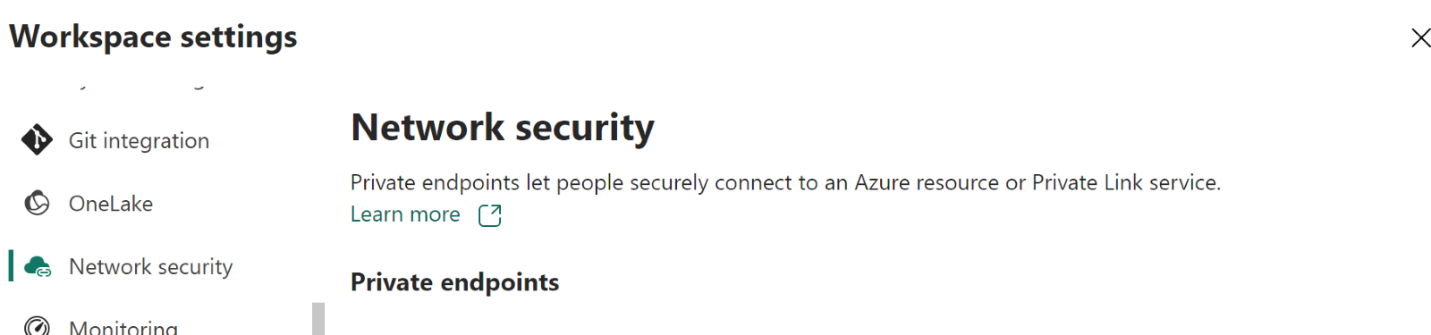 Workspace settings
Git integration
OneLake
Network security
Monitoring
Network security
Private endpoints let people securely connect to an Azure resource or Private Link service.
Learn more
Private endpoints